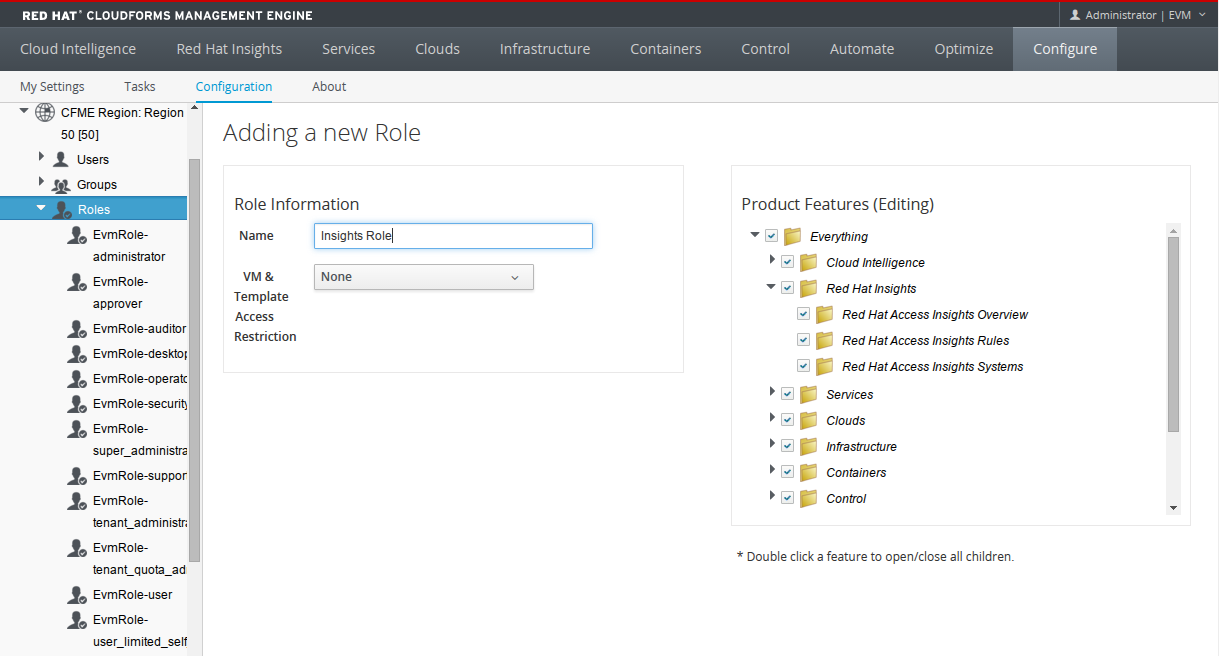 RED HAT® CLOUDFORMS MANAGEMENT ENGINE
Administrator | EVM
Cloud Intelligence Red Hat Insights Services Clouds Infrastructure Containers Control Automate Optimize Configure
My Settings Tasks Configuration About
CFME Region: Region
50 [50]
Users
Groups
Roles
EvmRole-
administrator
EvmRole-
approver
EvmRole-auditor
EvmRole-desktop
EvmRole-operato
EvmRole-security
EvmRole-
super_administra
EvmRole-support
EvmRole-
tenant_administra
EvmRole-
tenant_quota_ad
EvmRole-user
EvmRole-
user_limited_self
Adding a new Role
Role Information
Name Insights Role
VM &
Template
Access
Restriction
None
Product Features (Editing)
Everything
Cloud Intelligence
Red Hat Insights
Red Hat Access Insights Overview
Red Hat Access Insights Rules
Red Hat Access Insights Systems
Services
Clouds
Infrastructure
Containers
Control
* Double click a feature to open/close all children.